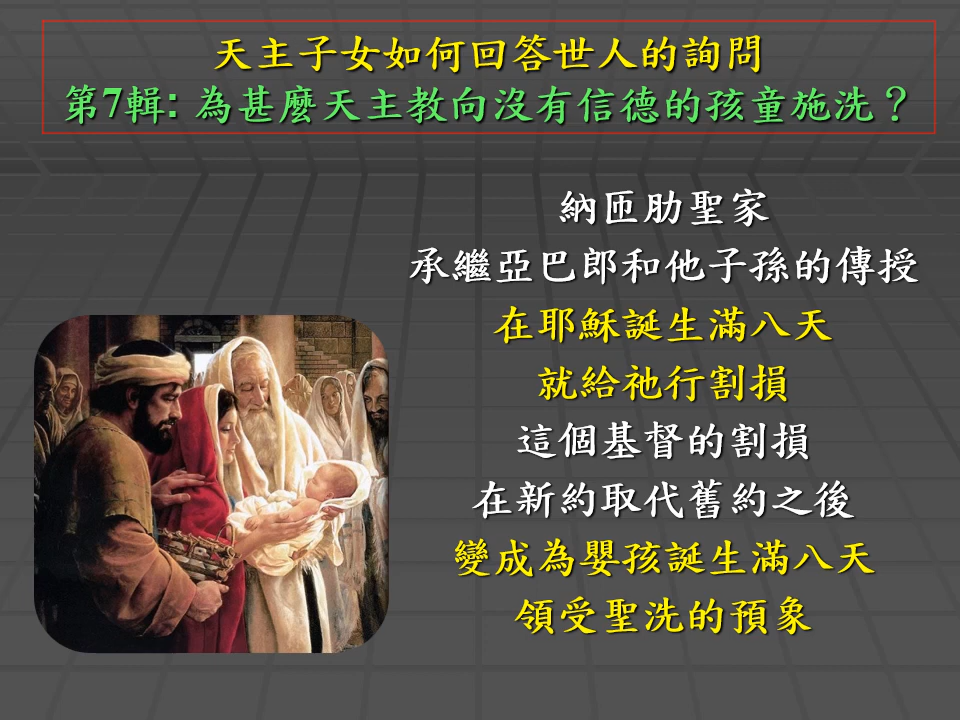 天主子女如何回答世人的詢問
第7輯: 為甚麼天主教向沒有信德的孩童施洗？
納匝肋聖家
承繼亞巴郎和他子孫的傳授
在耶穌誕生滿八天
就給祂行割損
這個基督的割損
在新約取代舊約之後
變成為嬰孩誕生滿八天
領受聖洗的預象